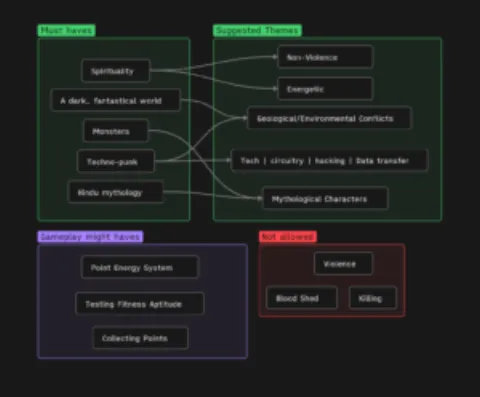 Must haves
Spirituality
A dark, fantastical world
Monsters
Techno-punk
Hindu mythology
Suggested Themes
Non-Violence
Energetic
Geological/Environmental Conflicts
Tech | circuitry | hacking | Data transfer
Mythological Characters
Gameplay might haves
Point Energy System
Testing Fitness Aptitude
Collecting Points
Not allowed
Violence
Blood Shed
Killing